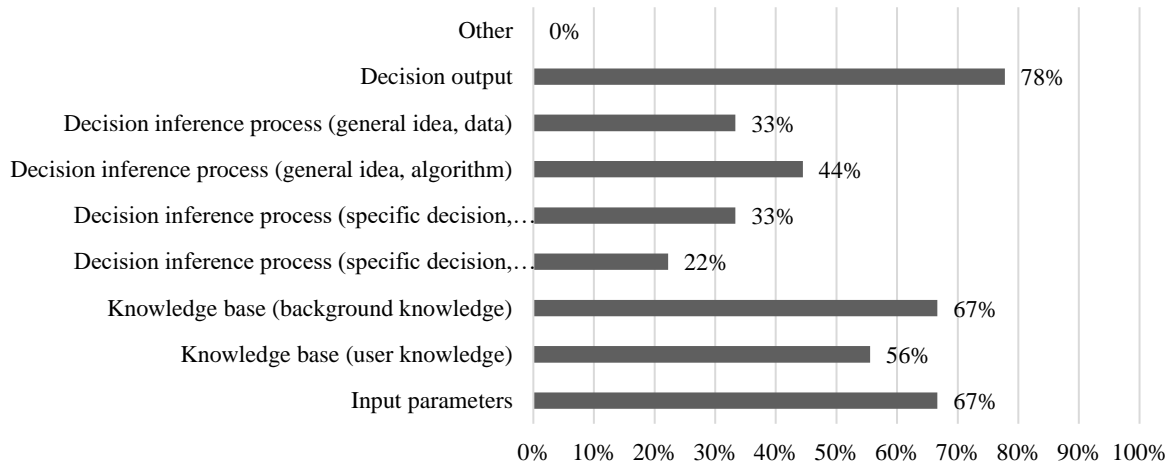 Other 0%
Decision output 78%
Decision inference process (general idea, data) 33%
Decision inference process (general idea, algorithm) 44%
Decision inference process (specific decision,… 33%
Decision inference process (specific decision,… 22%
Knowledge base (background knowledge) 67%
Knowledge base (user knowledge) 56%
Input parameters 67%
0% 10% 20% 30% 40% 50% 60% 70% 80% 90% 100%